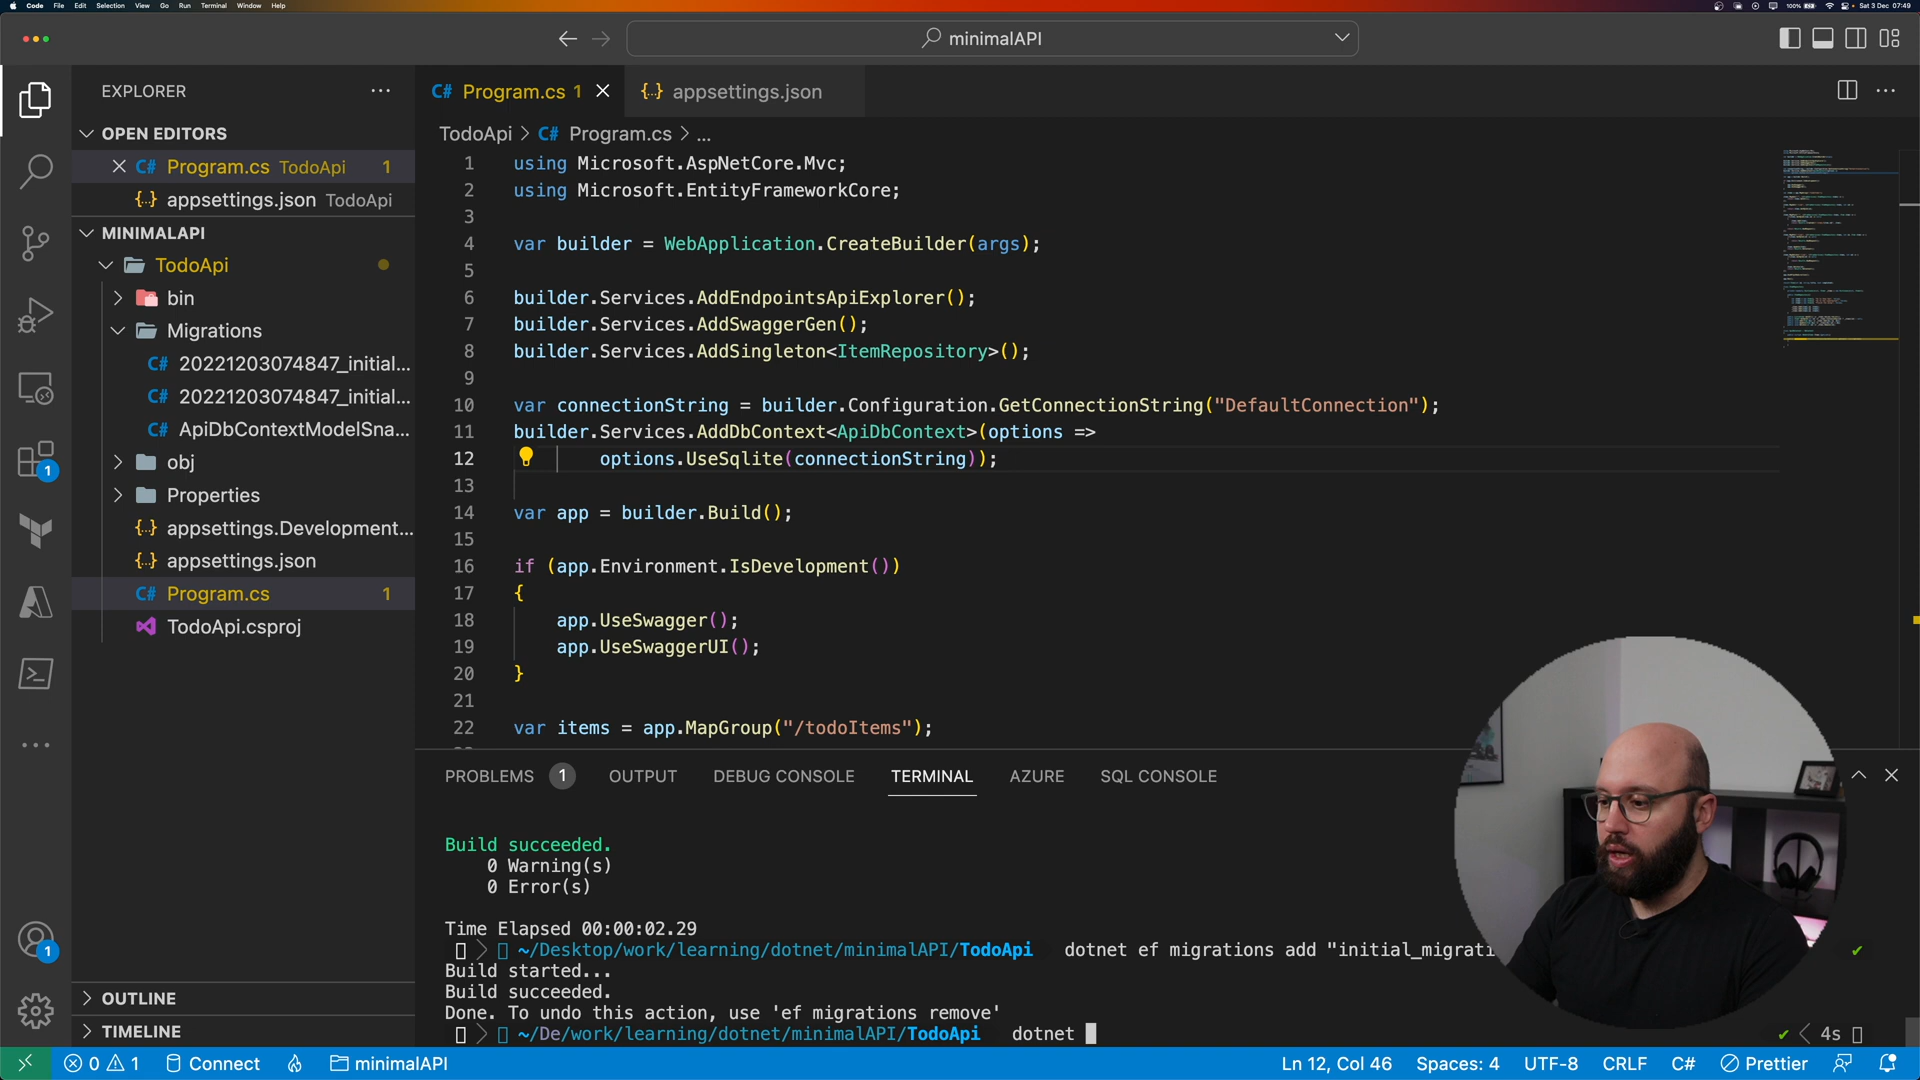 Code File Edit Selection View Go Run Terminal Window Help
100% Sat 3 Dec 07:49
minimalAPI
EXPLORER
OPEN EDITORS
Program.cs TodoApi 1
appsettings.json TodoApi
MINIMALAPI
TodoApi
bin
Migrations
20221203074847_initial...
20221203074847_initial...
ApiDbContextModelSna...
obj
Properties
appsettings.Development...
appsettings.json
Program.cs 1
TodoApi.csproj
OUTLINE
TIMELINE
1
1
Program.cs 1
appsettings.json
TodoApi > Program.cs > ...
1 using Microsoft.AspNetCore.Mvc;
2 using Microsoft.EntityFrameworkCore;
3
4 var builder = WebApplication.CreateBuilder(args);
5
6 builder.Services.AddEndpointsApiExplorer();
7 builder.Services.AddSwaggerGen();
8 builder.Services.AddSingleton<ItemRepository>();
9
10 var connectionString = builder.Configuration.GetConnectionString("DefaultConnection");
11 builder.Services.AddDbContext<ApiDbContext>(options =>
12 options.UseSqlite(connectionString));
13
14 var app = builder.Build();
15
16 if (app.Environment.IsDevelopment())
17 {
18 app.UseSwagger();
19 app.UseSwaggerUI();
20 }
21
22 var items = app.MapGroup("/todoItems");
PROBLEMS 1 OUTPUT DEBUG CONSOLE TERMINAL AZURE SQL CONSOLE
Build succeeded.
0 Warning(s)
0 Error(s)
Time Elapsed 00:00:02.29
~/Desktop/work/learning/dotnet/minimalAPI/TodoApi dotnet ef migrations add "initial_migrati
Build started...
Build succeeded.
Done. To undo this action, use 'ef migrations remove'
~/De/work/learning/dotnet/minimalAPI/TodoApi dotnet
4s
0 1 Connect minimalAPI
Ln 12, Col 46 Spaces: 4 UTF-8 CRLF C# Prettier